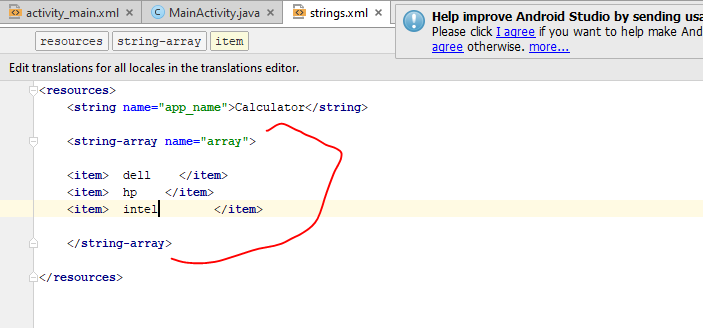 activity_main.xml × MainActivity.java × strings.xml ×
Help improve Android Studio by sending usa
Please click I agree if you want to help make And
agree otherwise. more...
resources string-array item
Edit translations for all locales in the translations editor.
<resources>
<string name="app_name">Calculator</string>
<string-array name="array">
<item> dell </item>
<item> hp </item>
<item> intel </item>
</string-array>
</resources>